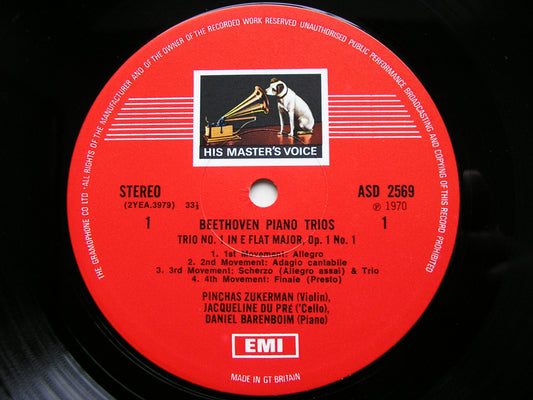 THE GRAMOPHONE CO LTD · ALL RIGHTS OF THE MANUFACTURER AND OF THE OWNER OF THE RECORDED WORK RESERVED UNAUTHORISED PUBLIC PERFORMANCE BROADCASTING AND COPYING OF THIS RECORD PROHIBITED
HIS MASTER'S VOICE
STEREO
(2YEA.3979) 33⅓
ASD 2569
℗ 1970
1
BEETHOVEN PIANO TRIOS
1
TRIO NO. 1 IN E FLAT MAJOR, Op. 1 No. 1
1. 1st Movement: Allegro
2. 2nd Movement: Adagio cantabile
3. 3rd Movement: Scherzo (Allegro assai) & Trio
4. 4th Movement: Finale (Presto)
PINCHAS ZUKERMAN (Violin),
JACQUELINE DU PRÉ ('Cello),
DANIEL BARENBOIM (Piano)
EMI
MADE IN GT BRITAIN